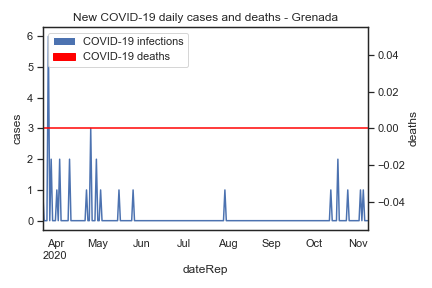 New COVID-19 daily cases and deaths - Grenada
COVID-19 infections
COVID-19 deaths
6
5
4
3
2
1
0
cases
0.04
0.02
0.00
−0.02
−0.04
deaths
Apr May Jun Jul Aug Sep Oct Nov
2020
dateRep